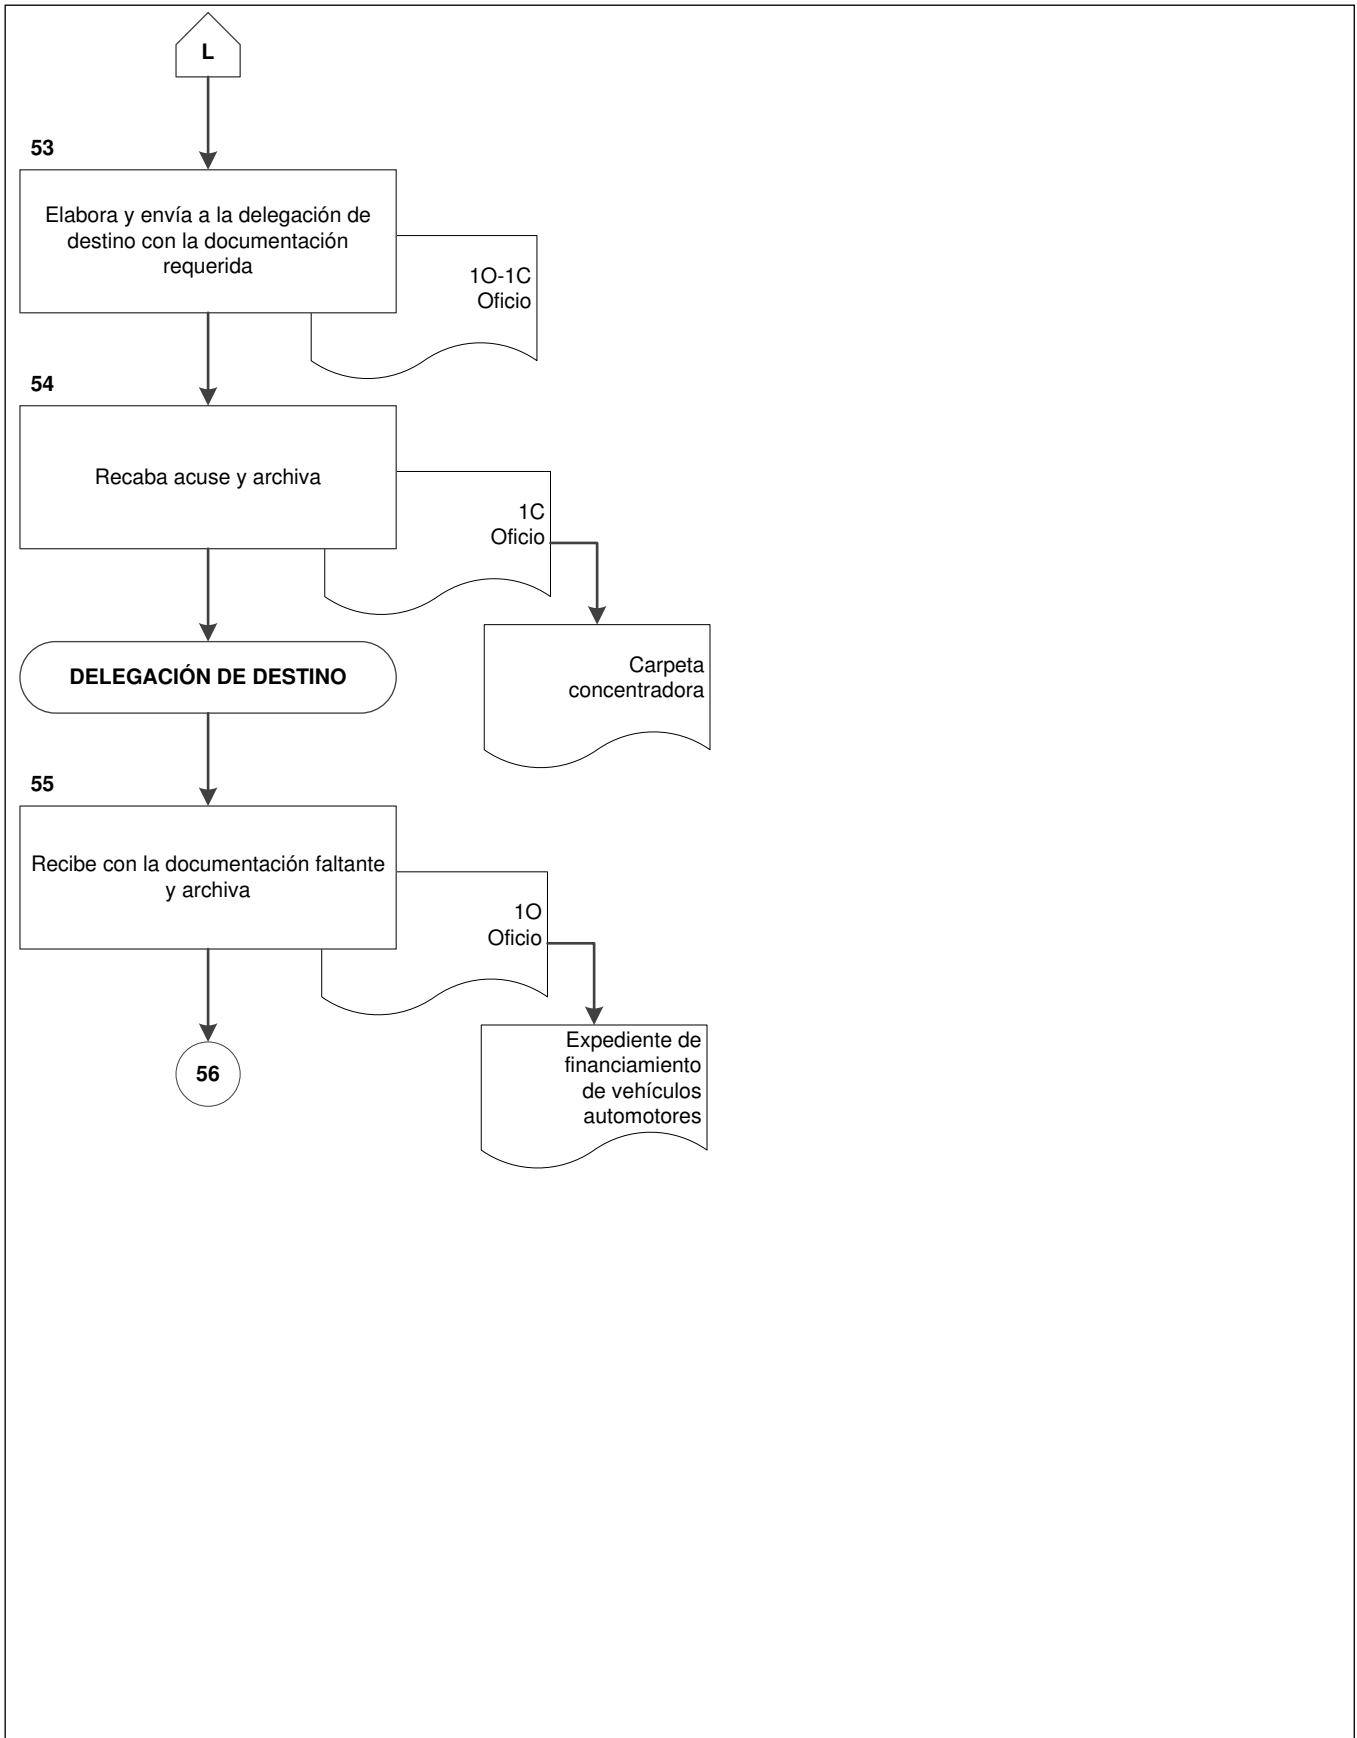 L
53
Elabora y envía a la delegación de
destino con la documentación
requerida
1O-1C
Oficio
54
Recaba acuse y archiva
1C
Oficio
Carpeta
concentradora
DELEGACIÓN DE DESTINO
55
Recibe con la documentación faltante
y archiva
1O
Oficio
Expediente de
financiamiento
de vehículos
automotores
56